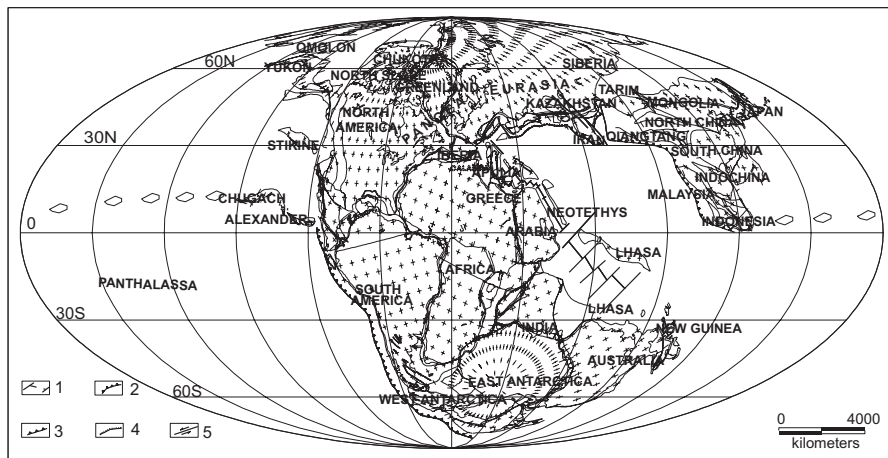 OMOLON
60N
YUKON
CHUKOTKA
NORTH SLOPE
GREENLAND
SIBERIA
EURASIA
KAZAKHSTAN
TARIM
MONGOLIA
JAPAN
NORTH
AMERICA
NORTH CHINA
30N
STIKINE
IBERIA
IRAN
QIANGTANG
SOUTH CHINA
APULIA
INDOCHINA
CHUGACH
GREECE
MALAYSIA
ALEXANDER
NEOTETHYS
INDONESIA
0
ARABIA
LHASA
AFRICA
PANTHALASSA
SOUTH
AMERICA
LHASA
30S
INDIA
NEW GUINEA
AUSTRALIA
EAST ANTARCTICA
WEST ANTARCTICA
60S
1
2
3
4
5
0 4000
kilometers